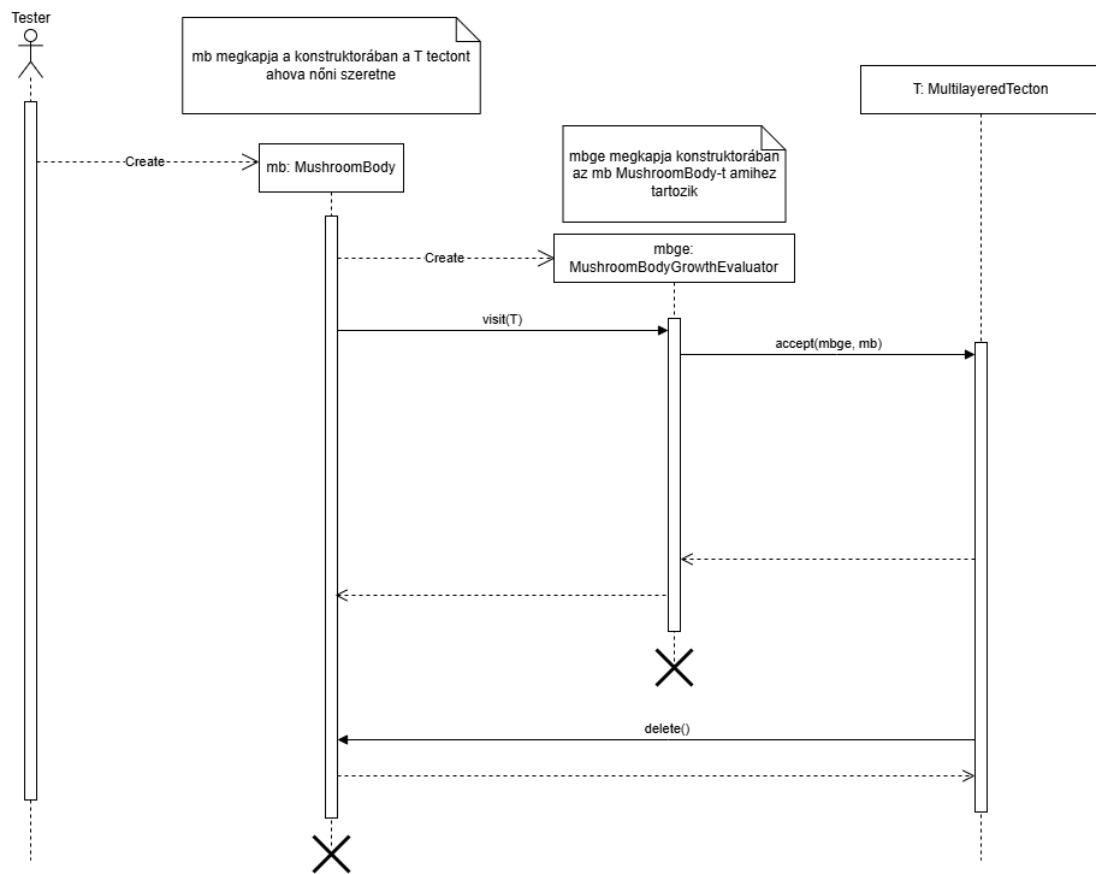 Tester
mb megkapja a konstruktorában a T tectont
ahova nőni szeretne
T: MultilayeredTecton
Create
mb: MushroomBody
mbge megkapja konstruktorában
az mb MushroomBody-t amihez
tartozik
Create
mbge:
MushroomBodyGrowthEvaluator
visit(T)
accept(mbge, mb)
delete()